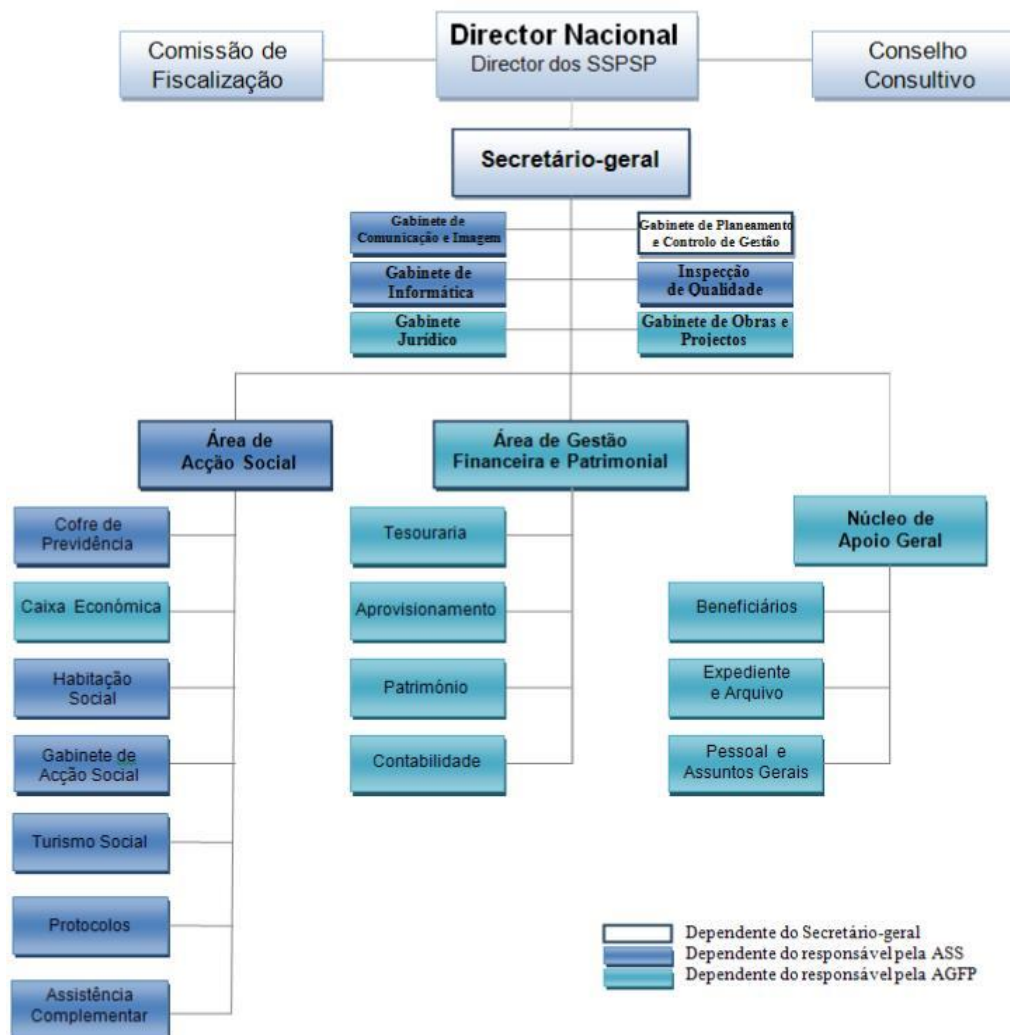 Comissão de
Fiscalização
Director Nacional
Director dos SSPSP
Conselho
Consultivo
Secretário-geral
Gabinete de
Comunicação e Imagem
Gabinete de Planeamento
e Controlo de Gestão
Gabinete de
Informática
Inspecção
de Qualidade
Gabinete
Jurídico
Gabinete de Obras e
Projectos
Área de
Acção Social
Área de Gestão
Financeira e Patrimonial
Núcleo de
Apoio Geral
Cofre de
Previdência
Caixa Económica
Habitação
Social
Gabinete de
Acção Social
Turismo Social
Protocolos
Assistência
Complementar
Tesouraria
Aprovisionamento
Património
Contabilidade
Beneficiários
Expediente
e Arquivo
Pessoal e
Assuntos Gerais
Dependente do Secretário-geral
Dependente do responsável pela ASS
Dependente do responsável pela AGFP